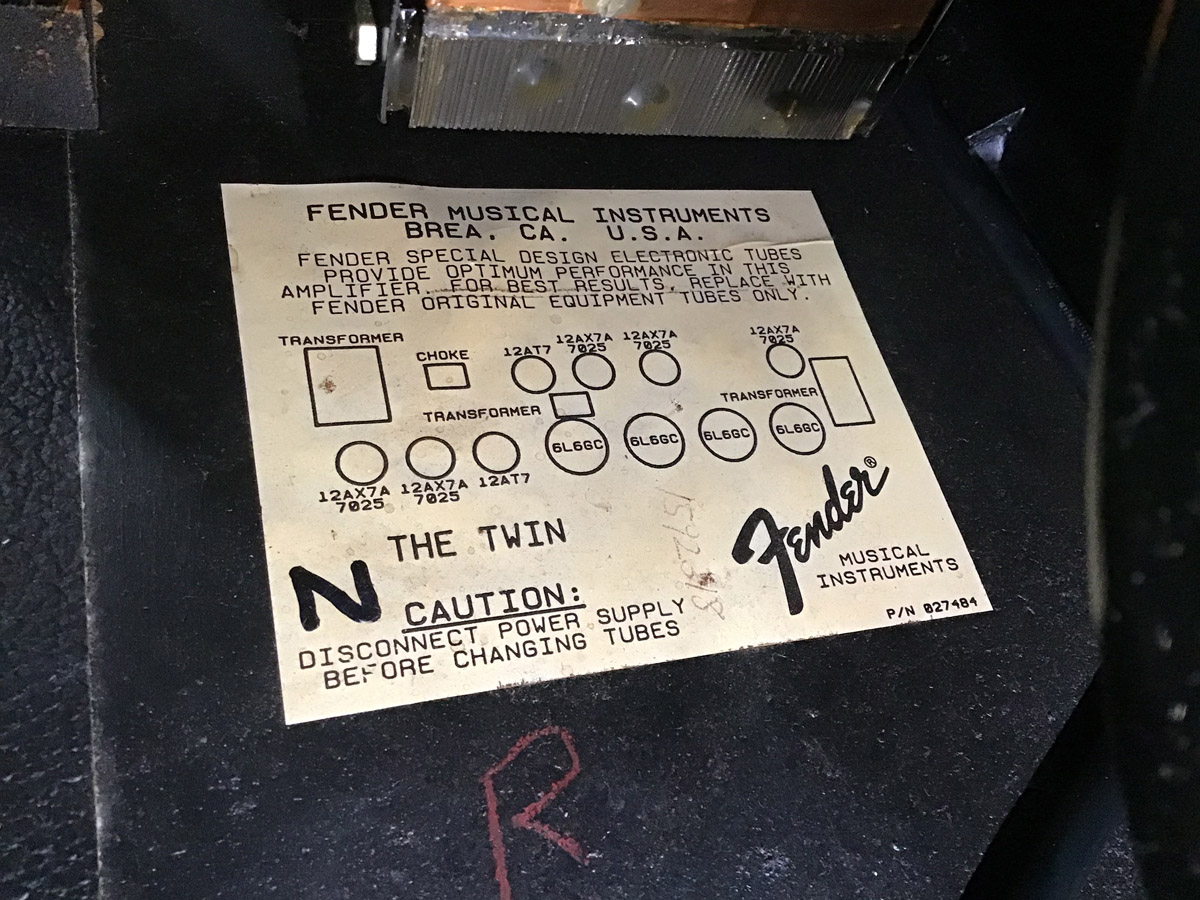 FENDER MUSICAL INSTRUMENTS
BREA. CA. U.S.A.
FENDER SPECIAL DESIGN ELECTRONIC TUBES
PROVIDE OPTIMUM PERFORMANCE IN THIS
AMPLIFIER. FOR BEST RESULTS, REPLACE WITH
FENDER ORIGINAL EQUIPMENT TUBES ONLY.
TRANSFORMER
CHOKE
12AT7
12AX7A
7025
12AX7A
7025
12AX7A
7025
TRANSFORMER
TRANSFORMER
6L6GC
6L6GC
6L6GC
6L6GC
12AX7A
7025
12AX7A
7025
12AT7
THE TWIN
N
CAUTION:
DISCONNECT POWER SUPPLY
BEFORE CHANGING TUBES
Fender®
MUSICAL
INSTRUMENTS
P/N 027484
R